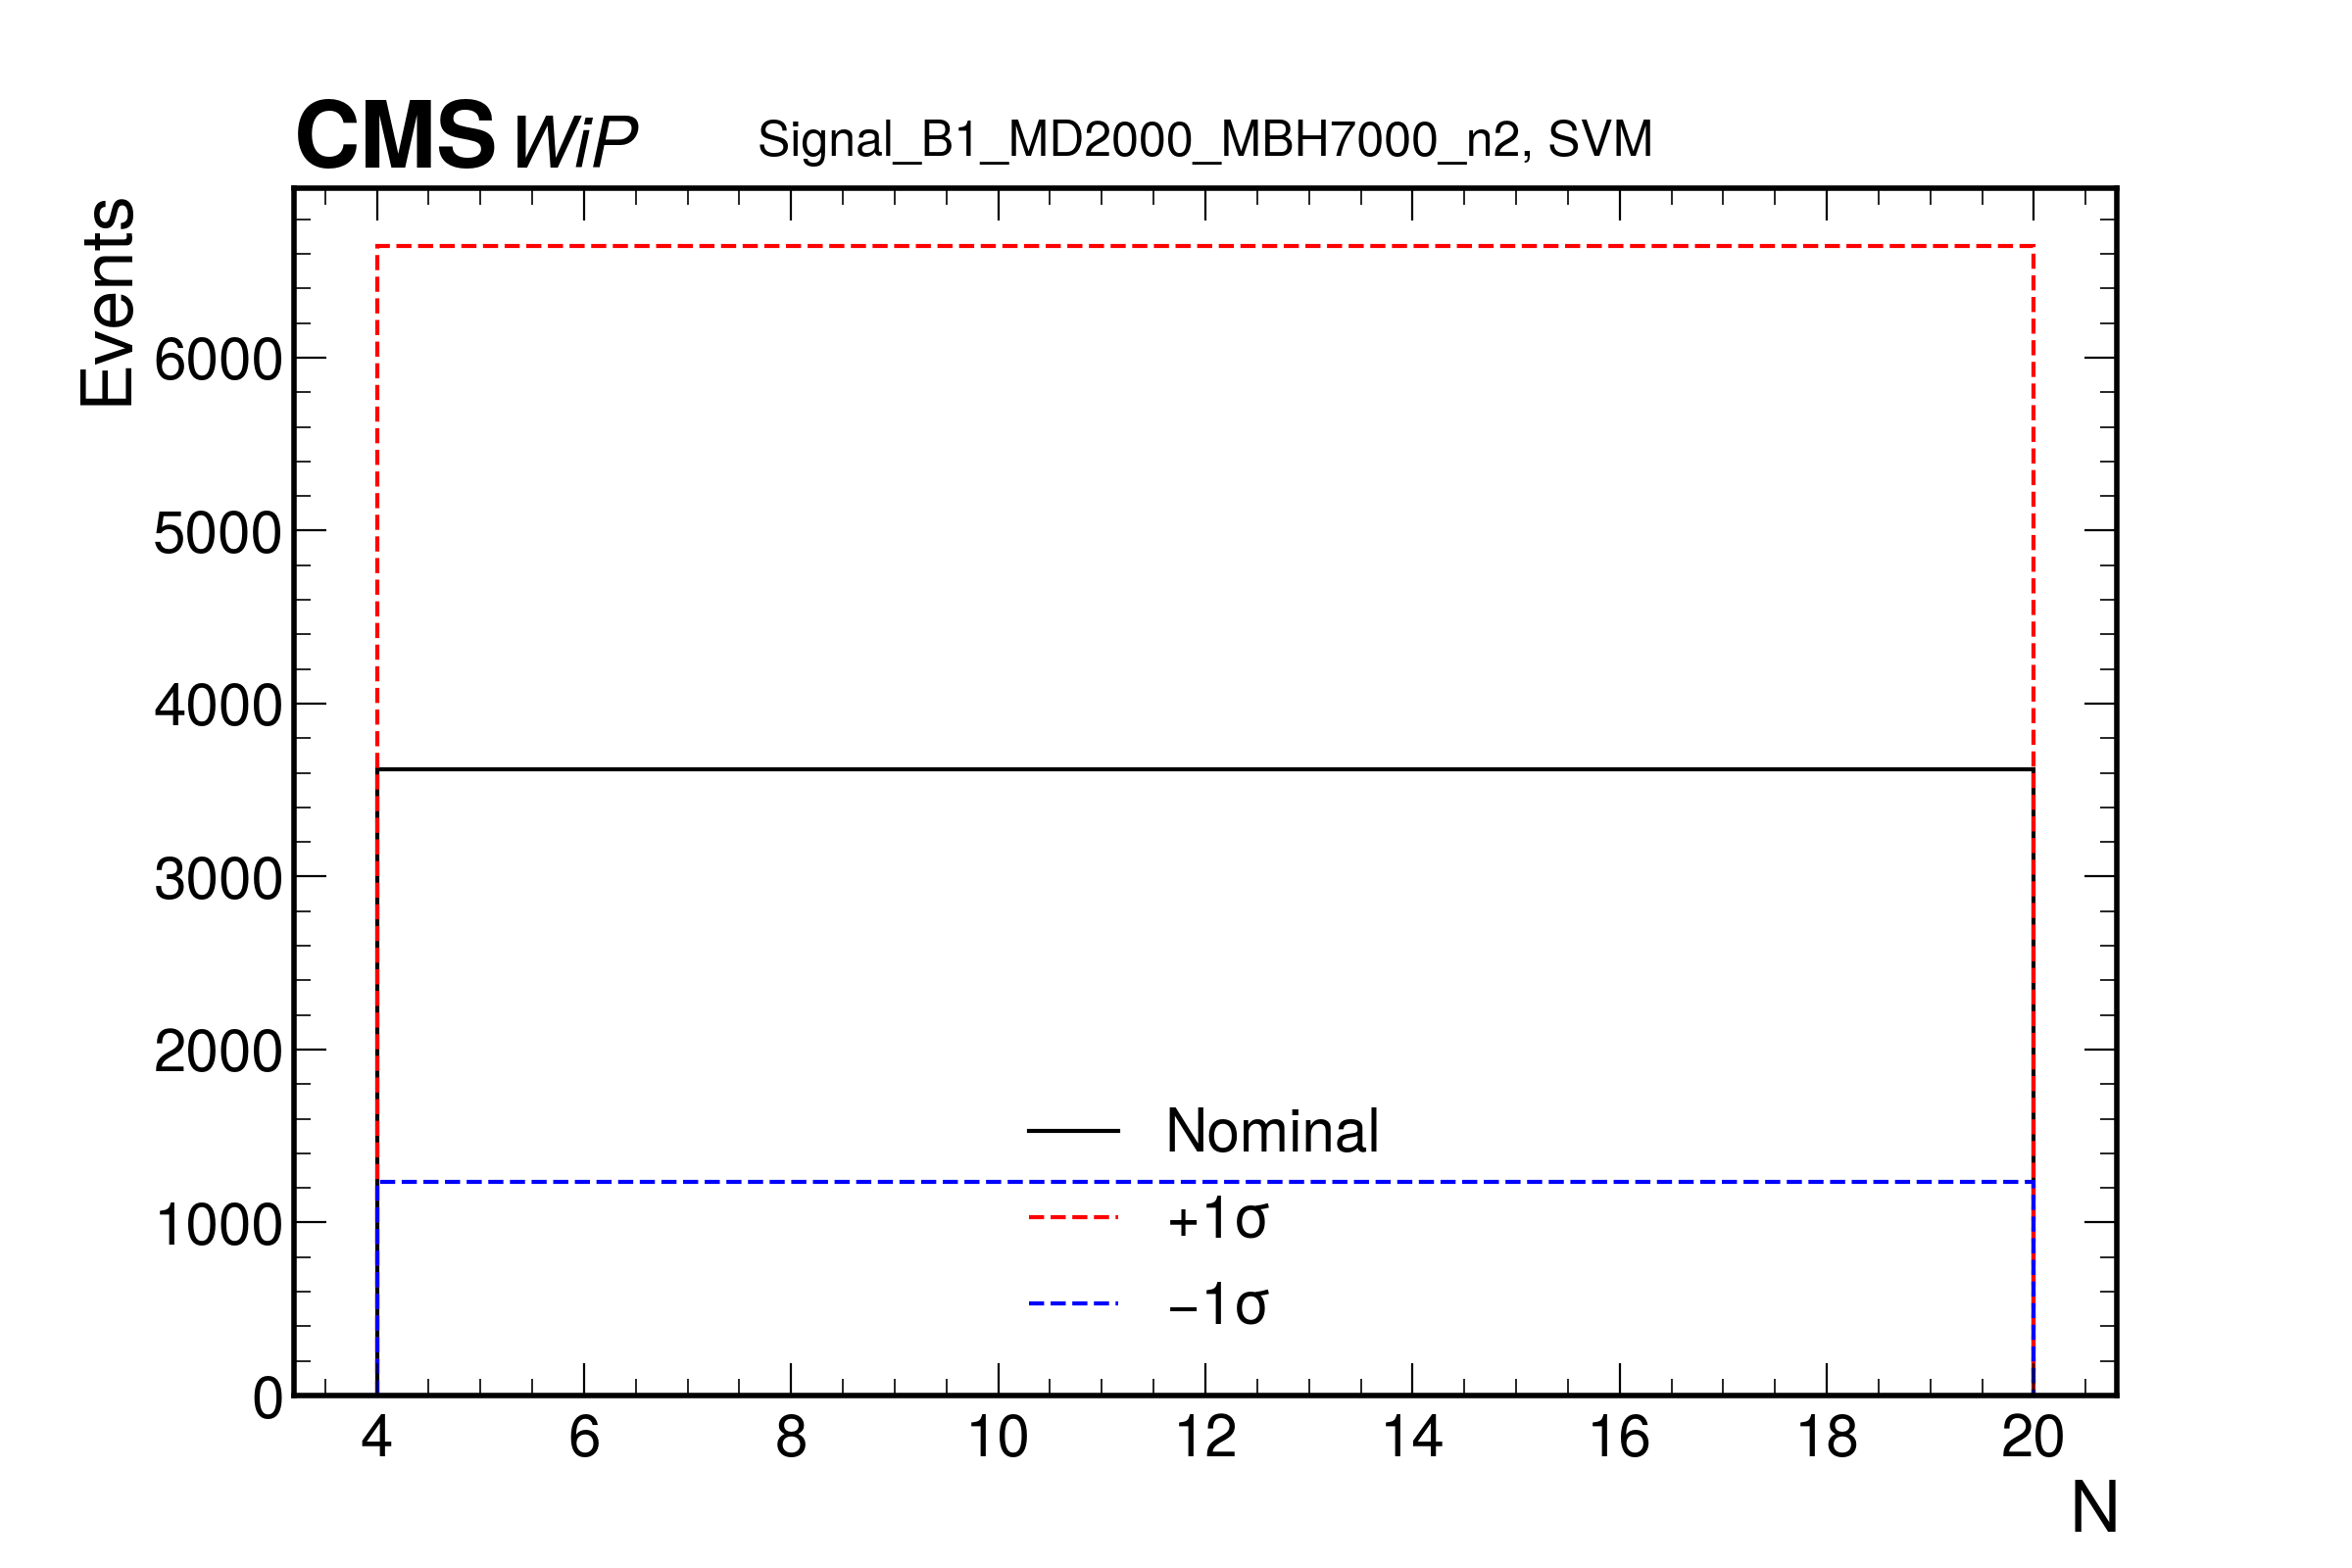 CMS WiP Signal_B1_MD2000_MBH7000_n2, SVM
Events
6000
5000
4000
3000
2000
1000
0
Nominal
+1σ
−1σ
4 6 8 10 12 14 16 18 20
N